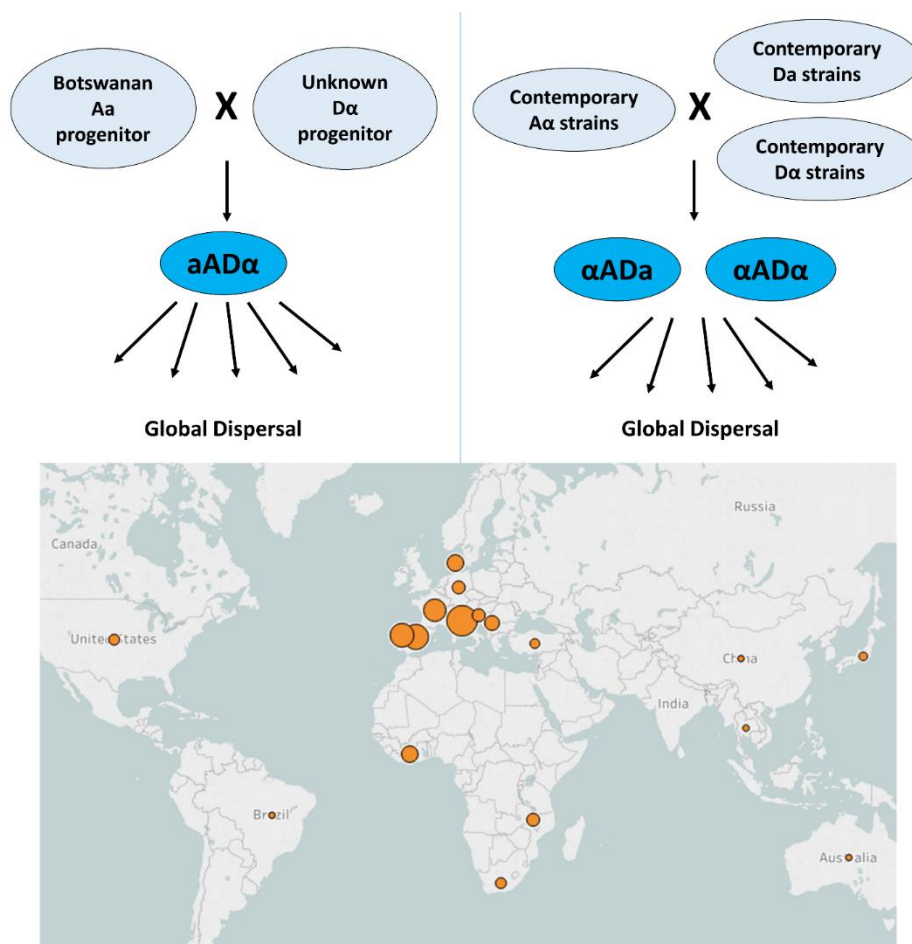 Botswanan
Aa
progenitor
X
Unknown
Dα
progenitor
aADα
Global Dispersal
Contemporary
Aα strains
X
Contemporary
Da strains
Contemporary
Dα strains
αADa
αADα
Global Dispersal
Canada
Russia
United States
China
India
Brazil
Australia